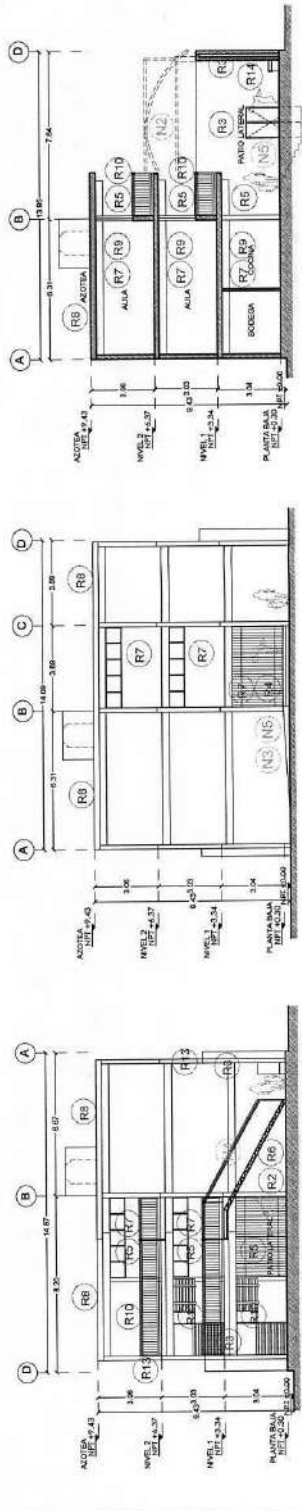 D
B
A
14.87
8.20
6.67
AZOTEA
NPT +9.43
NIVEL 2
NPT +6.37
NIVEL 1
NPT +3.34
PLANTA BAJA
NPT +0.30
NPT ±0.00
3.06
3.03
9.43
3.04
R8
R8
R10
R5
R7
R13
R5
R7
R13
R3
R3
R5
PATIO LATERAL
R2
R6
A
B
C
D
14.09
6.31
3.89
3.89
AZOTEA
NPT +9.43
NIVEL 2
NPT +6.37
NIVEL 1
NPT +3.34
PLANTA BAJA
NPT +0.30
NPT ±0.00
3.06
3.03
9.43
3.04
R8
R8
R7
R7
R7
R4
N3
N5
A
B
D
13.95
6.31
7.64
AZOTEA
NPT +9.43
NIVEL 2
NPT +6.37
NIVEL 1
NPT +3.34
PLANTA BAJA
NPT +0.30
NPT ±0.00
3.06
3.03
9.43
3.04
R8
AZOTEA
R7
R9
AULA
R5
R10
N2
R7
R9
AULA
R5
R10
R7
R9
COCINA
BODEGA
R5
R3
R3
R14
PATIO LATERAL
N5